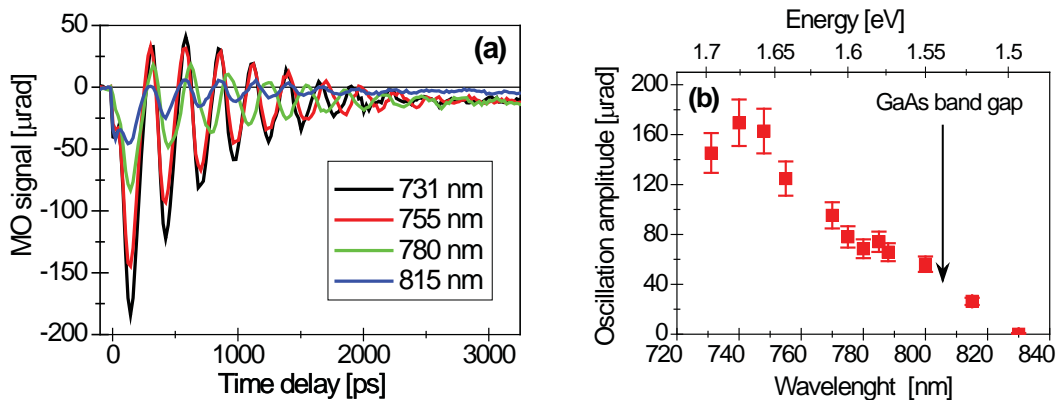 (a)
MO signal [µrad]
50
0
-50
-100
-150
-200
731 nm
755 nm
780 nm
815 nm
0 1000 2000 3000
Time delay [ps]
Energy [eV]
1.7 1.65 1.6 1.55 1.54 1.5
(b)
GaAs band gap
Oscillation amplitude [µrad]
200
160
120
80
40
0
720 740 760 780 800 820 840
Wavelenght [nm]